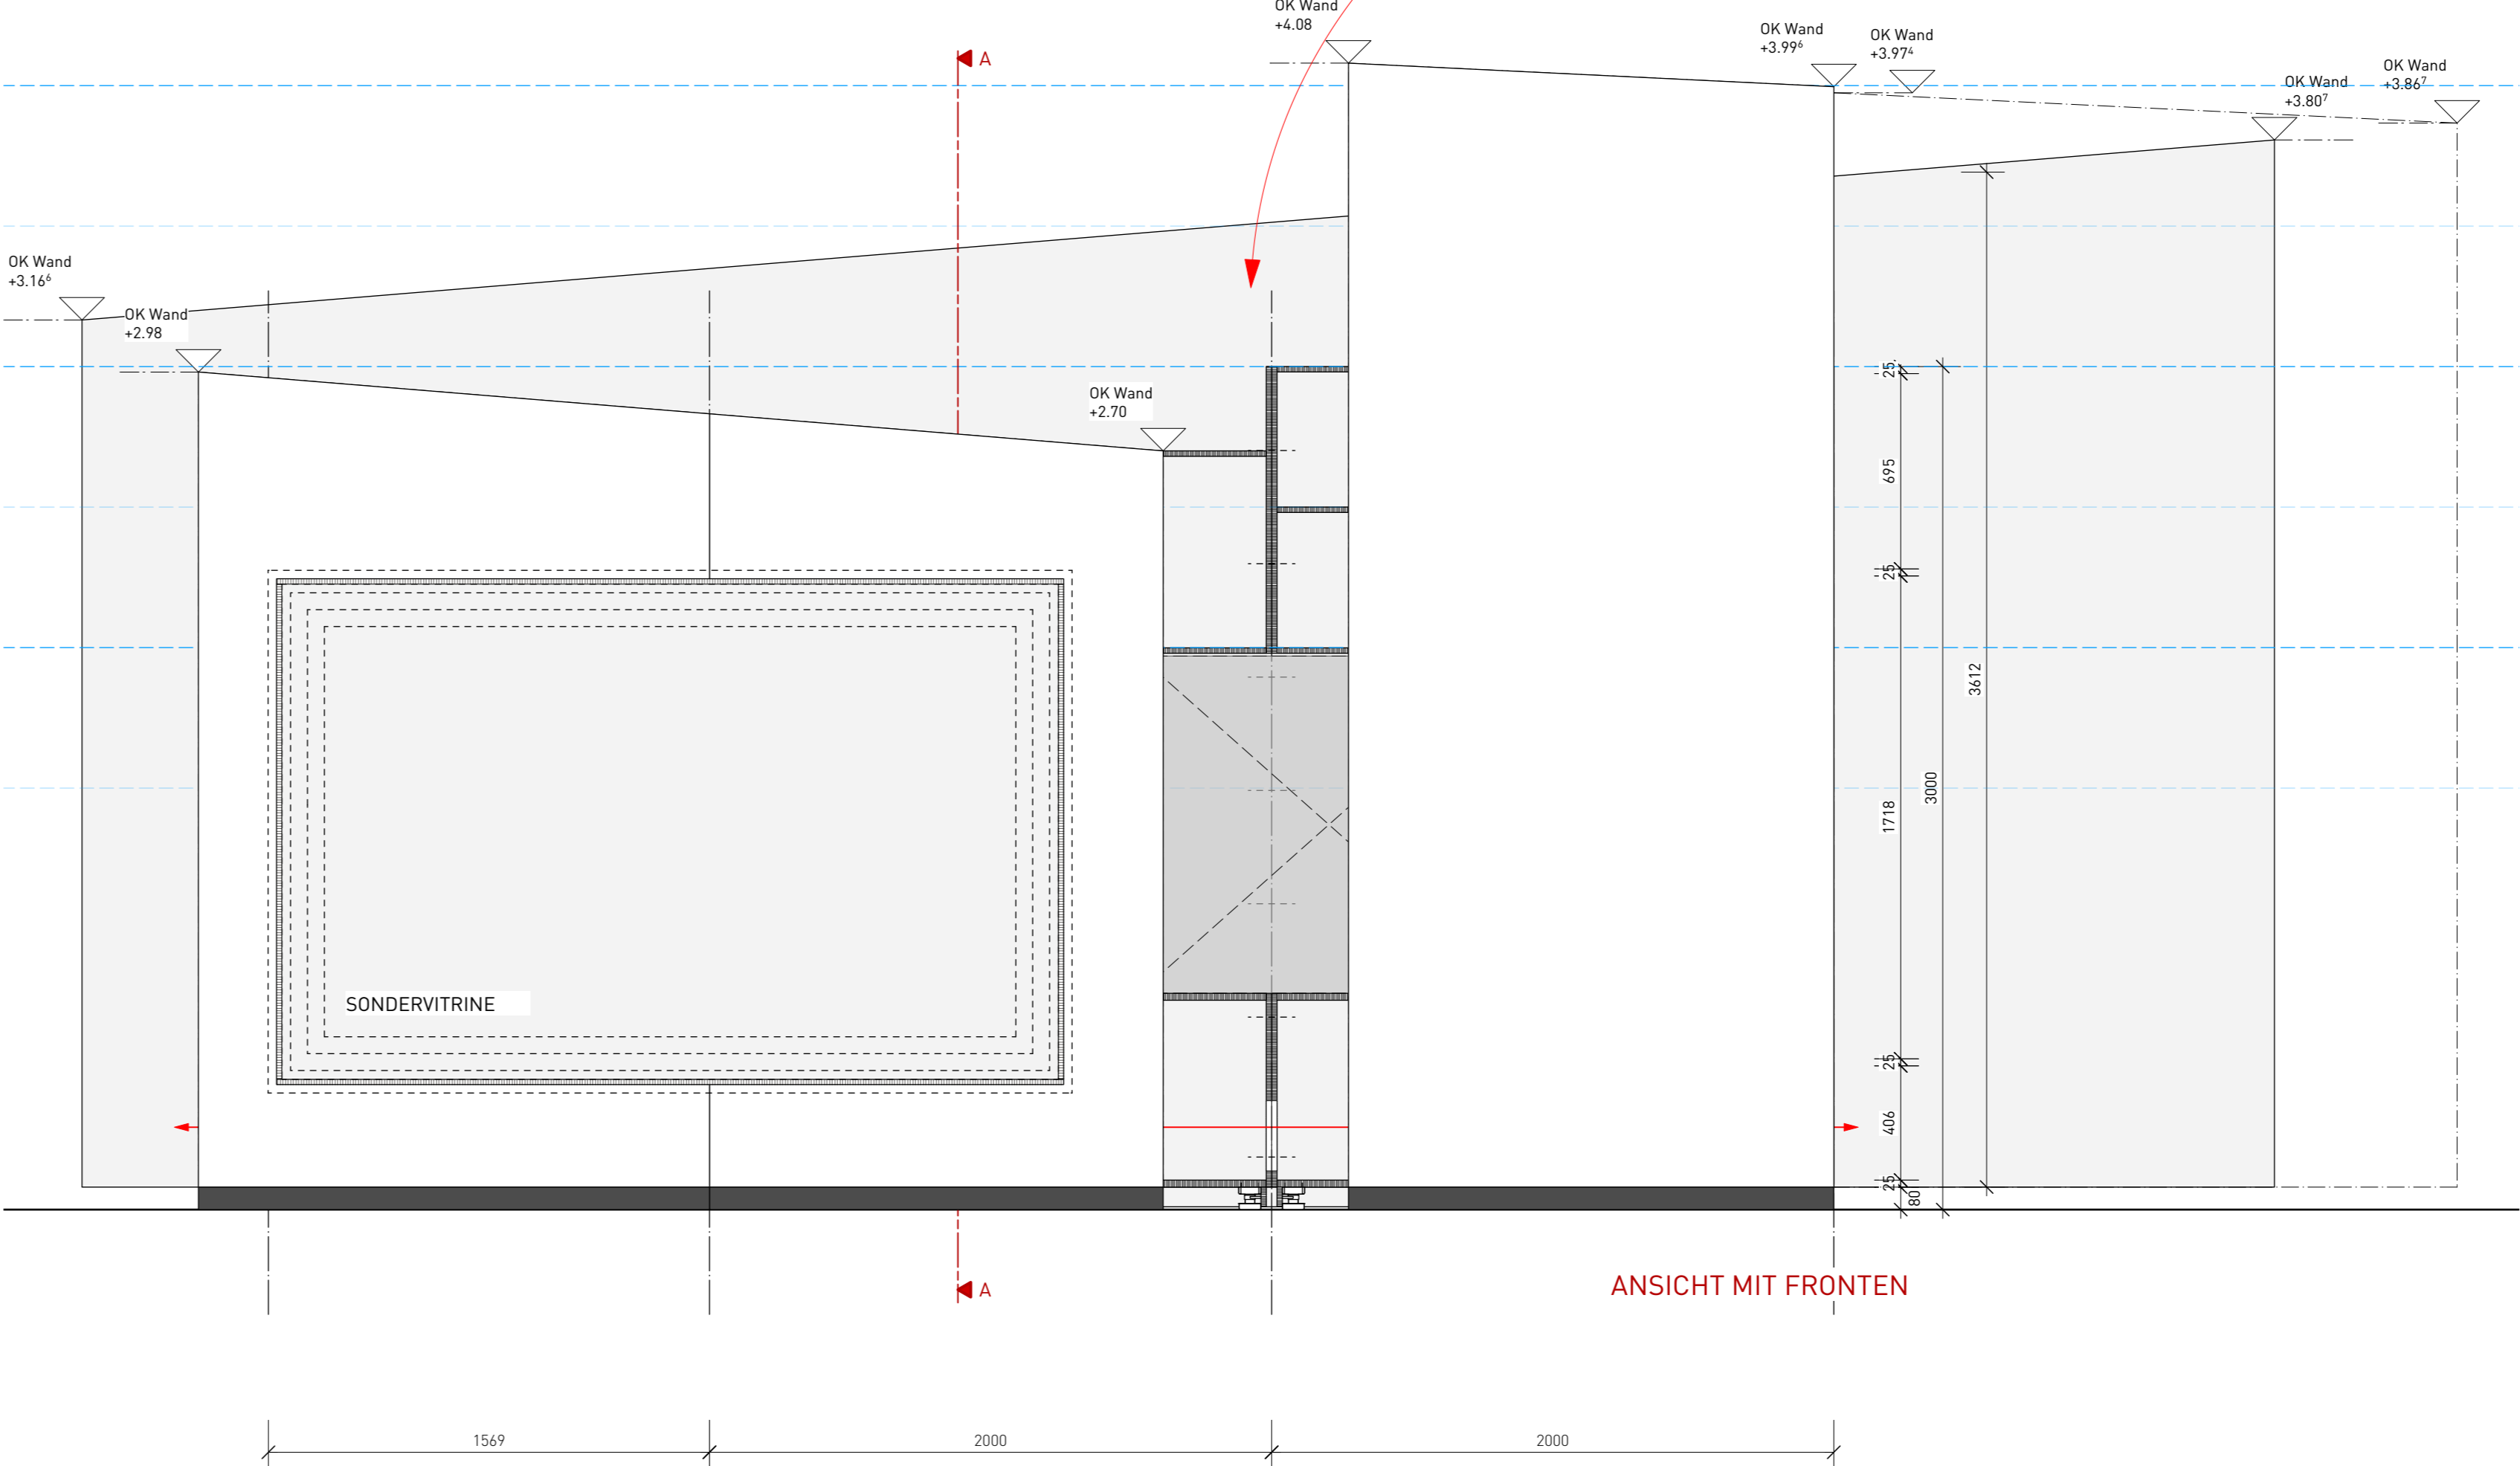 OK Wand
+4.08
OK Wand
+3.99⁶
OK Wand
+3.97⁴
OK Wand
+3.86⁷
OK Wand
+3.80⁷
A
OK Wand
+3.16⁶
OK Wand
+2.98
OK Wand
+2.70
25
695
25
3612
3000
1718
SONDERVITRINE
25
406
25
80
A
ANSICHT MIT FRONTEN
1569
2000
2000